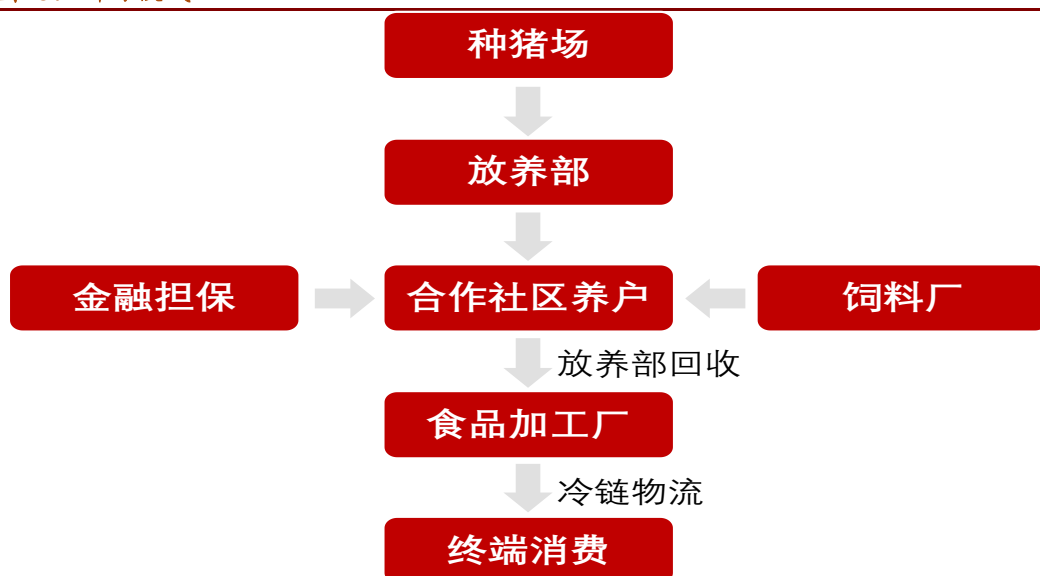 种猪场
放养部
金融担保
合作社区养户
饲料厂
放养部回收
食品加工厂
冷链物流
终端消费